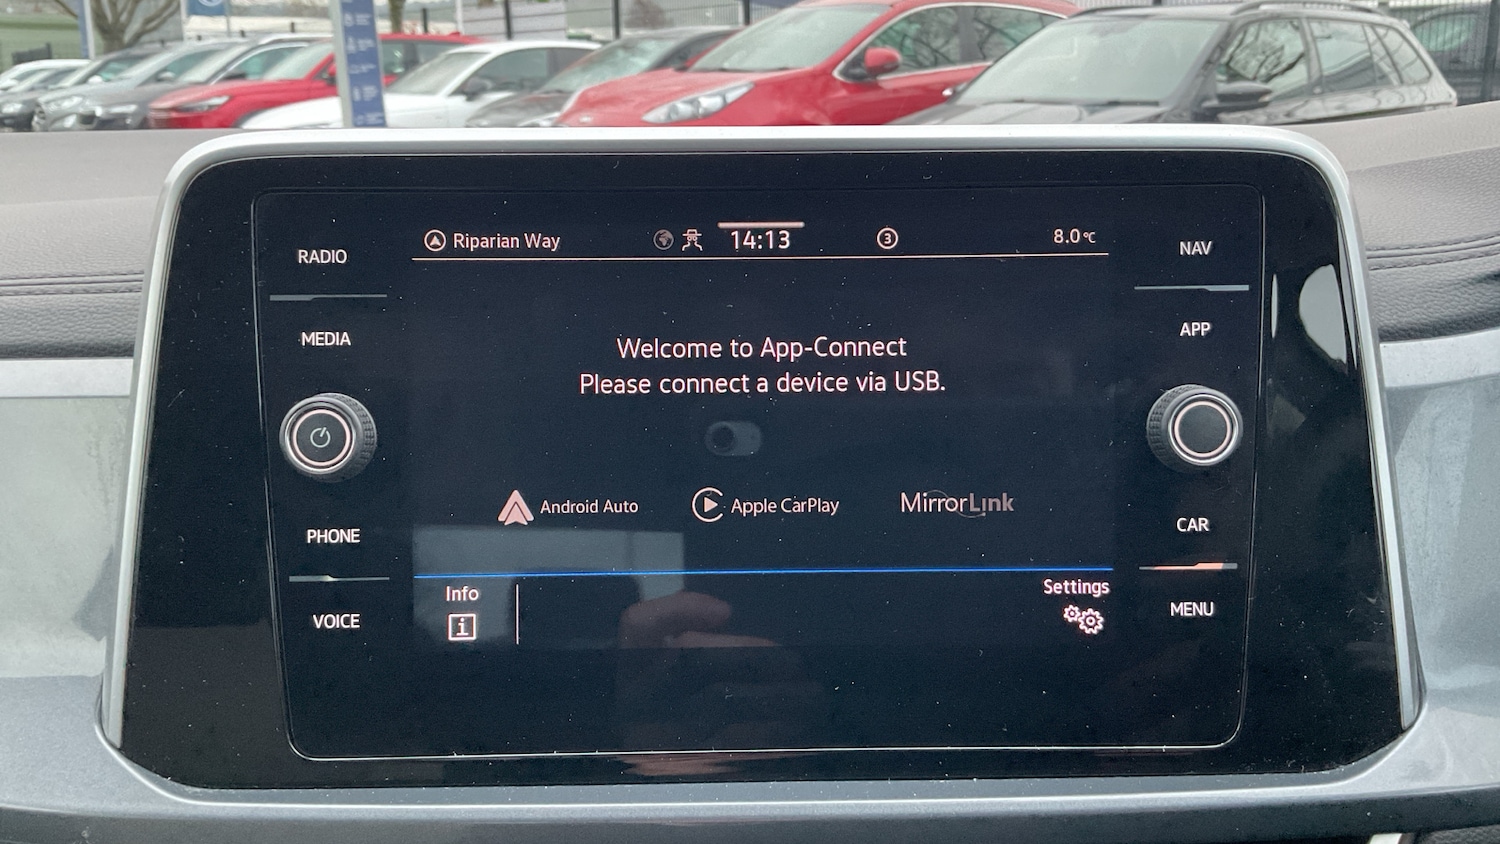 RADIO
MEDIA
PHONE
VOICE
Riparian Way
14:13
3
8.0°C
Welcome to App-Connect
Please connect a device via USB.
Android Auto
Apple CarPlay
MirrorLink
Info
i
Settings
NAV
APP
CAR
MENU